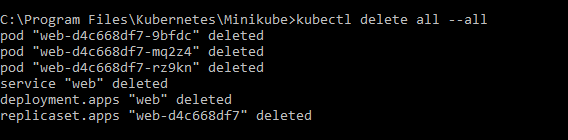 C:\Program Files\Kubernetes\Minikube>kubectl delete all --all
pod "web-d4c668df7-9bfdc" deleted
pod "web-d4c668df7-mq2z4" deleted
pod "web-d4c668df7-rz9kn" deleted
service "web" deleted
deployment.apps "web" deleted
replicaset.apps "web-d4c668df7" deleted